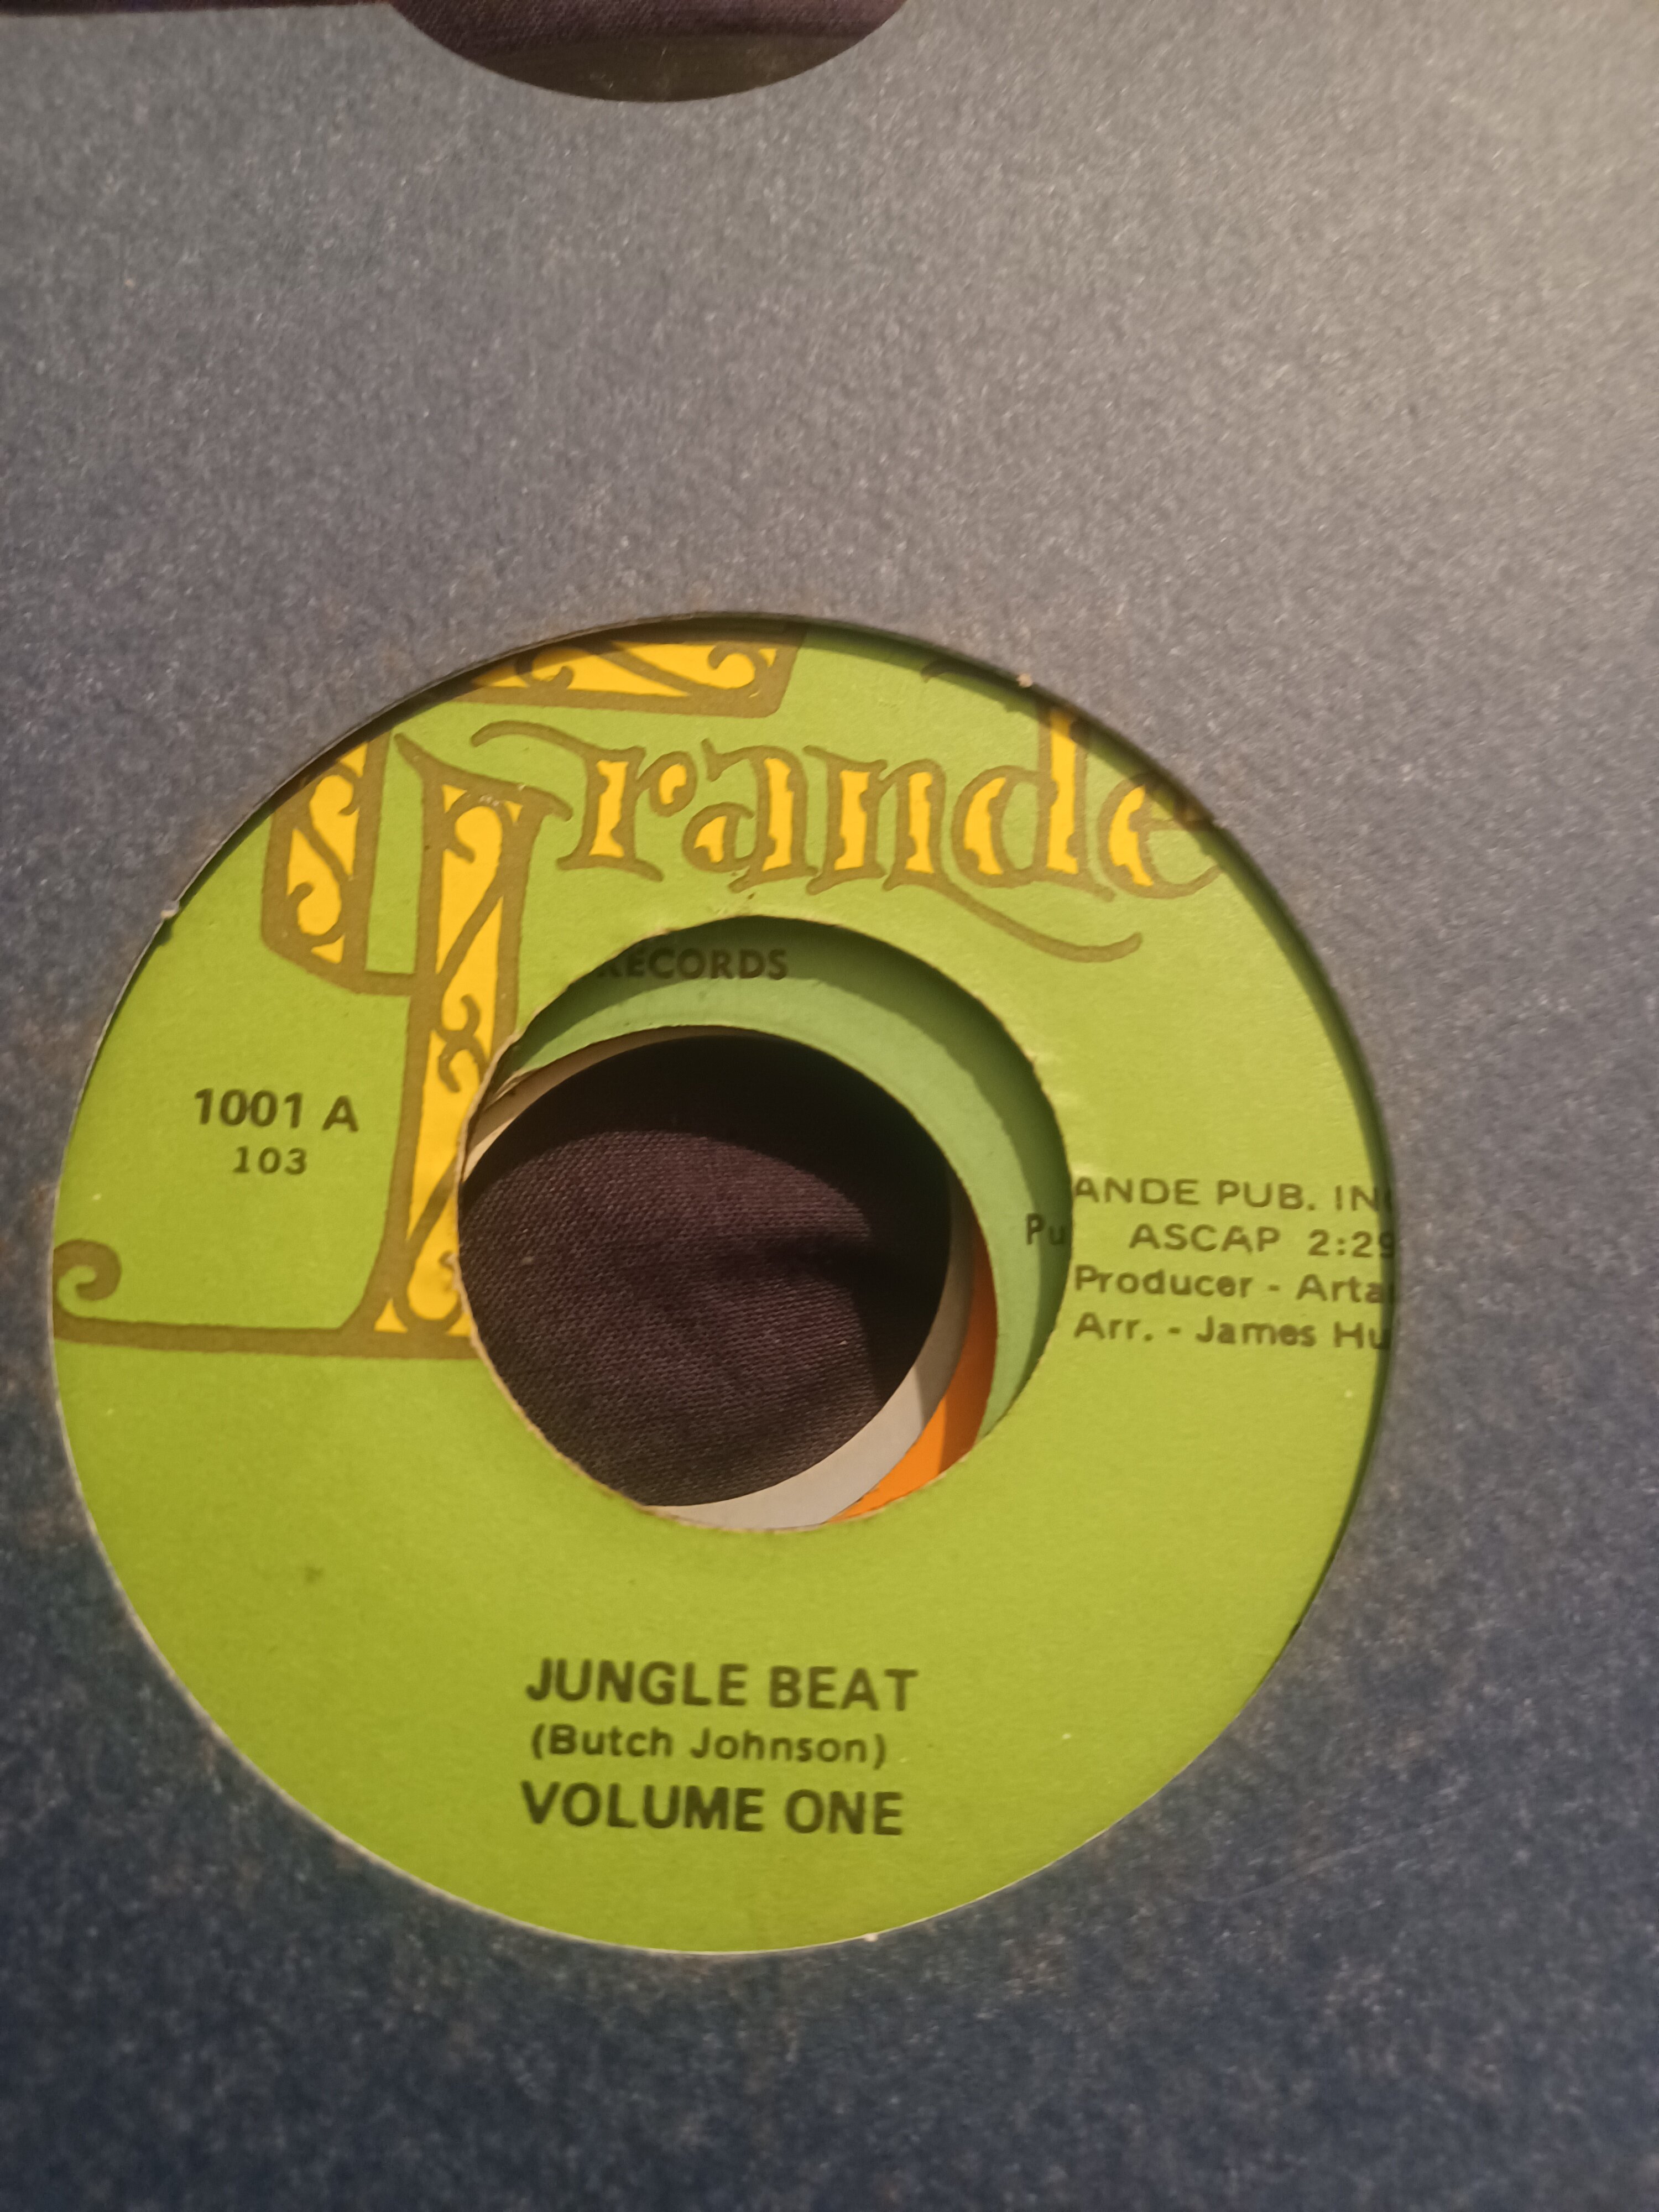 Grande
RECORDS
1001 A
103
ANDE PUB. IN
Pu
ASCAP 2:29
Producer - Arta
Arr. - James Hu
JUNGLE BEAT
(Butch Johnson)
VOLUME ONE